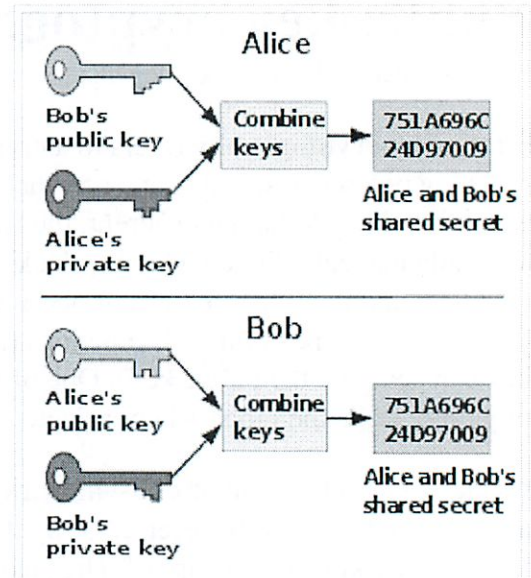 Alice
Bob's
public key
Alice's
private key
Combine
keys
751A696C
24D97009
Alice and Bob's
shared secret
Bob
Alice's
public key
Bob's
private key
Combine
keys
751A696C
24D97009
Alice and Bob's
shared secret